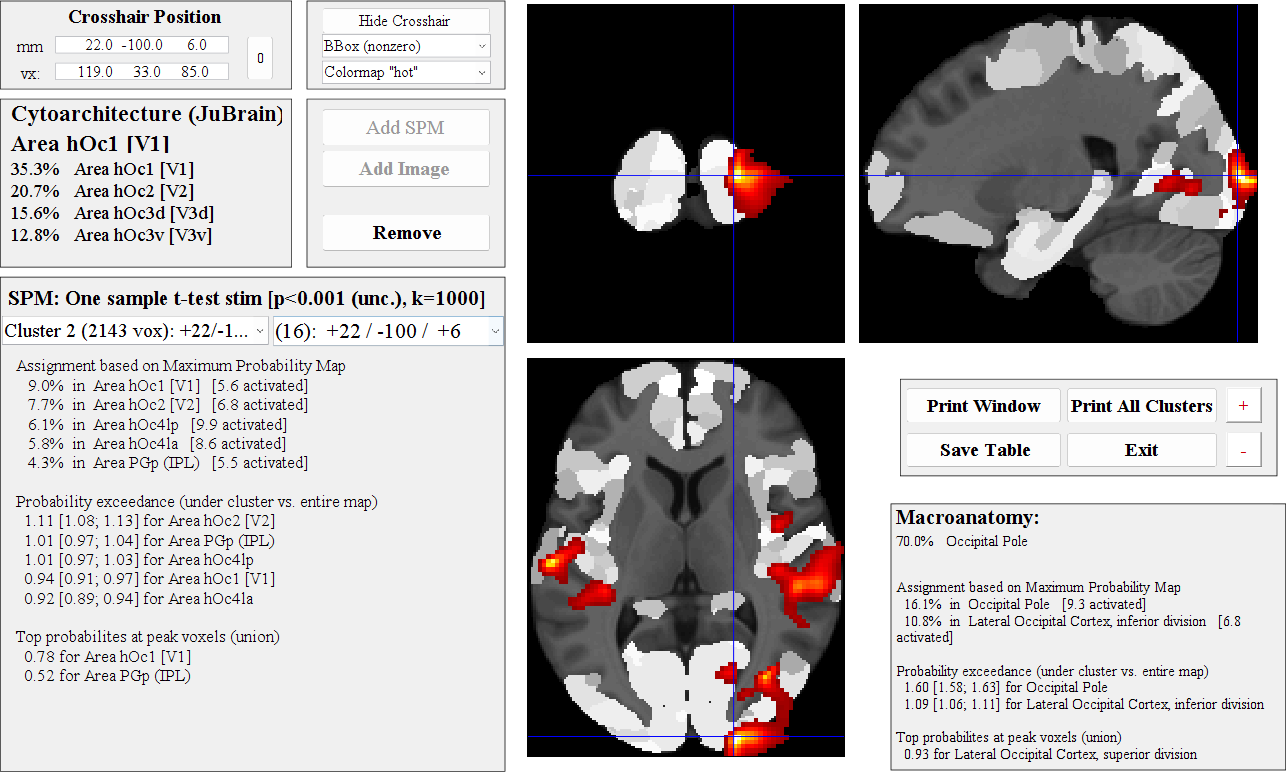 Crosshair Position
mm 22.0 -100.0 6.0
vx: 119.0 33.0 85.0
0
Hide Crosshair
BBox (nonzero)
Colormap "hot"
Cytoarchitecture (JuBrain)
Area hOc1 [V1]
35.3% Area hOc1 [V1]
20.7% Area hOc2 [V2]
15.6% Area hOc3d [V3d]
12.8% Area hOc3v [V3v]
Add SPM
Add Image
Remove
SPM: One sample t-test stim [p<0.001 (unc.), k=1000]
Cluster 2 (2143 vox): +22/-1...
(16): +22 / -100 / +6
Assignment based on Maximum Probability Map
9.0% in Area hOc1 [V1] [5.6 activated]
7.7% in Area hOc2 [V2] [6.8 activated]
6.1% in Area hOc4lp [9.9 activated]
5.8% in Area hOc4la [8.6 activated]
4.3% in Area PGp (IPL) [5.5 activated]
Probability exceedance (under cluster vs. entire map)
1.11 [1.08; 1.13] for Area hOc2 [V2]
1.01 [0.97; 1.04] for Area PGp (IPL)
1.01 [0.97; 1.03] for Area hOc4lp
0.94 [0.91; 0.97] for Area hOc1 [V1]
0.92 [0.89; 0.94] for Area hOc4la
Top probabilites at peak voxels (union)
0.78 for Area hOc1 [V1]
0.52 for Area PGp (IPL)
Print Window
Print All Clusters
+
Save Table
Exit
-
Macroanatomy:
70.0% Occipital Pole
Assignment based on Maximum Probability Map
16.1% in Occipital Pole [9.3 activated]
10.8% in Lateral Occipital Cortex, inferior division [6.8
activated]
Probability exceedance (under cluster vs. entire map)
1.60 [1.58; 1.63] for Occipital Pole
1.09 [1.06; 1.11] for Lateral Occipital Cortex, inferior division
Top probabilites at peak voxels (union)
0.93 for Lateral Occipital Cortex, superior division